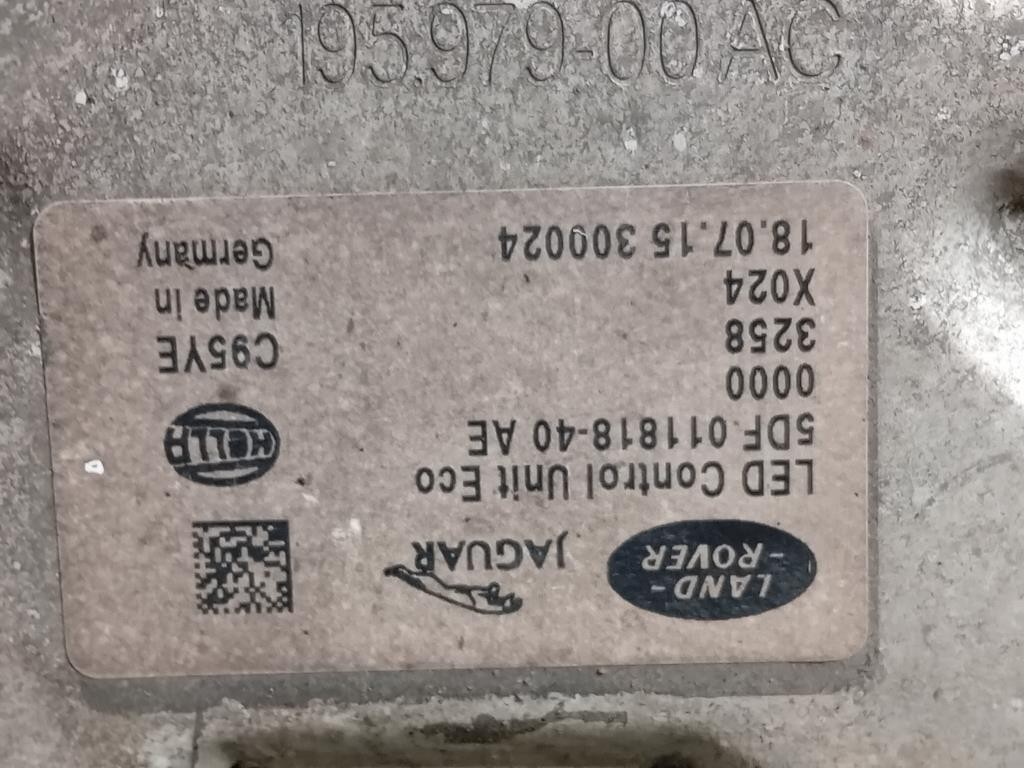 195.979-00 AC
LAND-
-ROVER
JAGUAR
LED Control Unit Eco
5DF 011818-40 AE
0000
3258
X024
18.07.15 300024
HELLA
C95YE
Made in
Germany